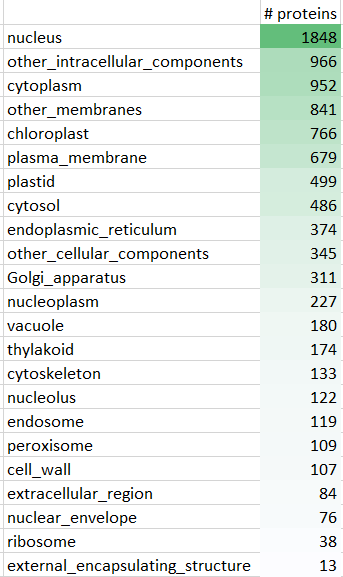 # proteins
nucleus 1848
other_intracellular_components 966
cytoplasm 952
other_membranes 841
chloroplast 766
plasma_membrane 679
plastid 499
cytosol 486
endoplasmic_reticulum 374
other_cellular_components 345
Golgi_apparatus 311
nucleoplasm 227
vacuole 180
thylakoid 174
cytoskeleton 133
nucleolus 122
endosome 119
peroxisome 109
cell_wall 107
extracellular_region 84
nuclear_envelope 76
ribosome 38
external_encapsulating_structure 13